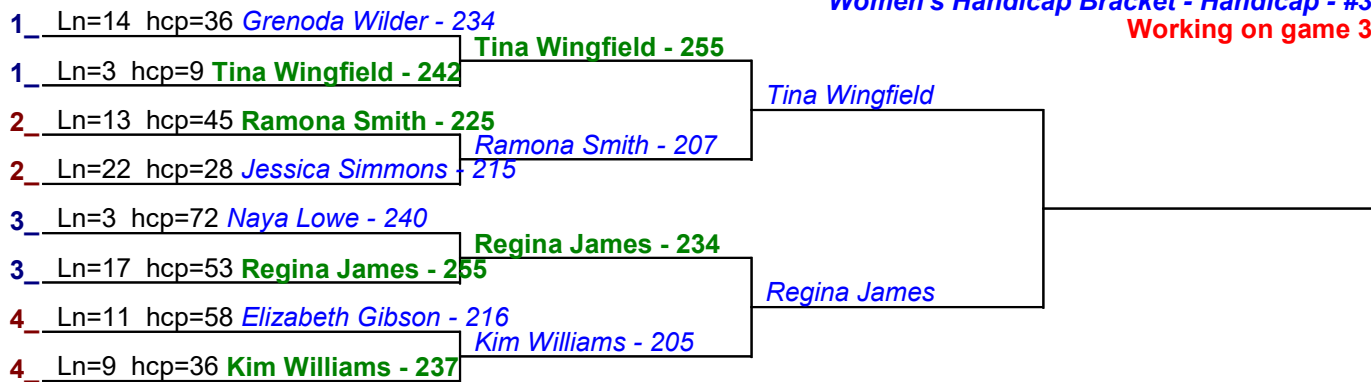 Women's Handicap Bracket - Handicap - #3
Working on game 3
1_ Ln=14 hcp=36 Grenoda Wilder - 234
Tina Wingfield - 255
1_ Ln=3 hcp=9 Tina Wingfield - 242
Tina Wingfield
2_ Ln=13 hcp=45 Ramona Smith - 225
Ramona Smith - 207
2_ Ln=22 hcp=28 Jessica Simmons - 215
3_ Ln=3 hcp=72 Naya Lowe - 240
Regina James - 234
3_ Ln=17 hcp=53 Regina James - 255
Regina James
4_ Ln=11 hcp=58 Elizabeth Gibson - 216
Kim Williams - 205
4_ Ln=9 hcp=36 Kim Williams - 237